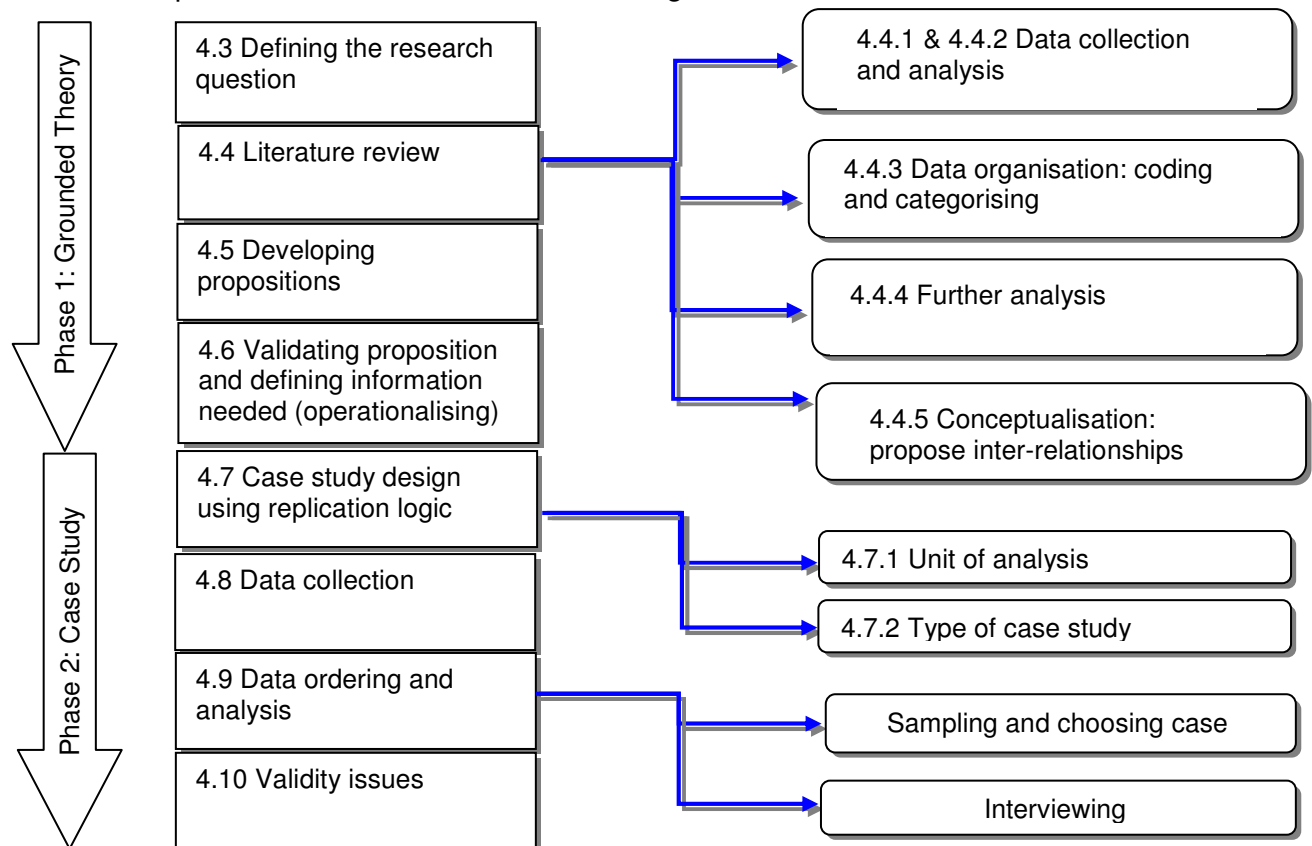 Phase 1: Grounded Theory
4.3 Defining the research
question
4.4 Literature review
4.5 Developing
propositions
4.6 Validating proposition
and defining information
needed (operationalising)
Phase 2: Case Study
4.7 Case study design
using replication logic
4.8 Data collection
4.9 Data ordering and
analysis
4.10 Validity issues
4.4.1 & 4.4.2 Data collection
and analysis
4.4.3 Data organisation: coding
and categorising
4.4.4 Further analysis
4.4.5 Conceptualisation:
propose inter-relationships
4.7.1 Unit of analysis
4.7.2 Type of case study
Sampling and choosing case
Interviewing